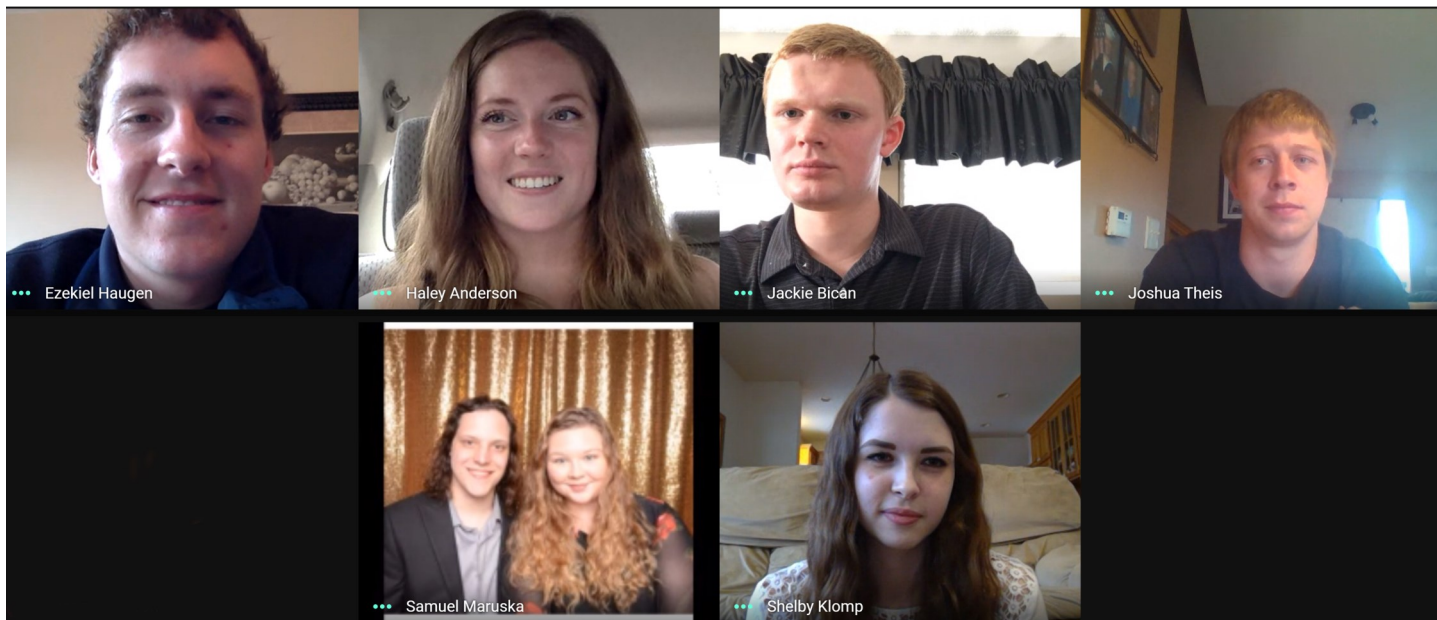 Ezekiel Haugen
Haley Anderson
Jackie Bican
Joshua Theis
Samuel Maruska
Shelby Klomp